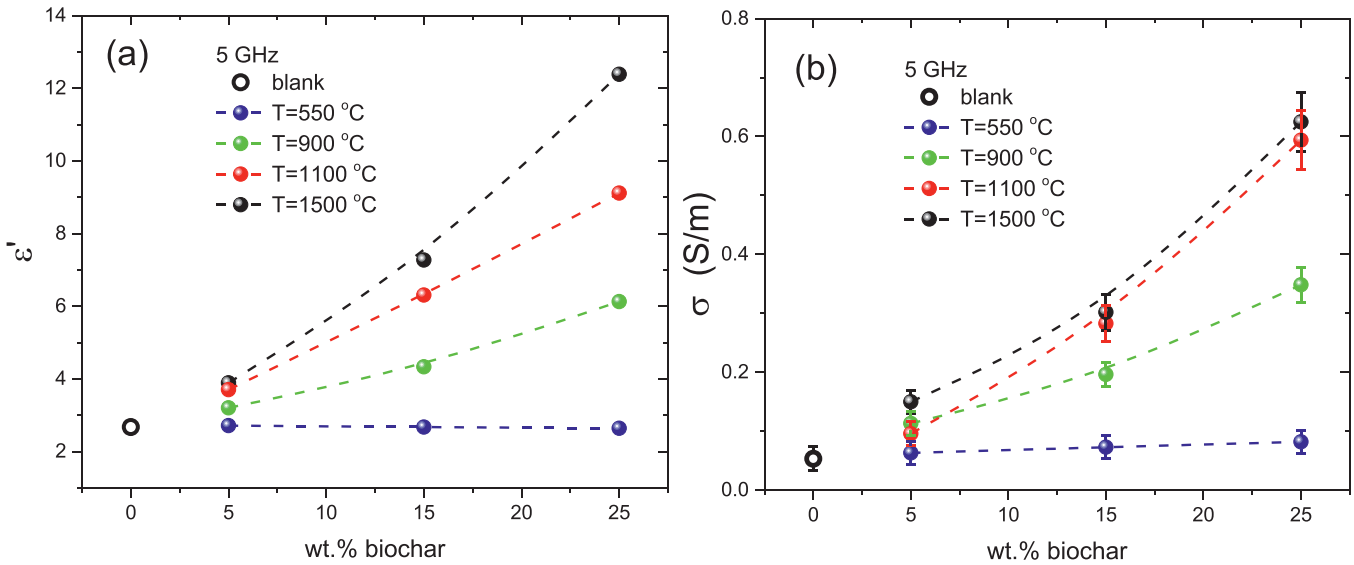 (a)
5 GHz
blank
T=550 °C
T=900 °C
T=1100 °C
T=1500 °C
14
12
10
8
6
4
2
ε'
0 5 10 15 20 25
wt.% biochar
(b)
5 GHz
blank
T=550 °C
T=900 °C
T=1100 °C
T=1500 °C
0.8
0.6
0.4
0.2
0.0
σ (S/m)
0 5 10 15 20 25
wt.% biochar